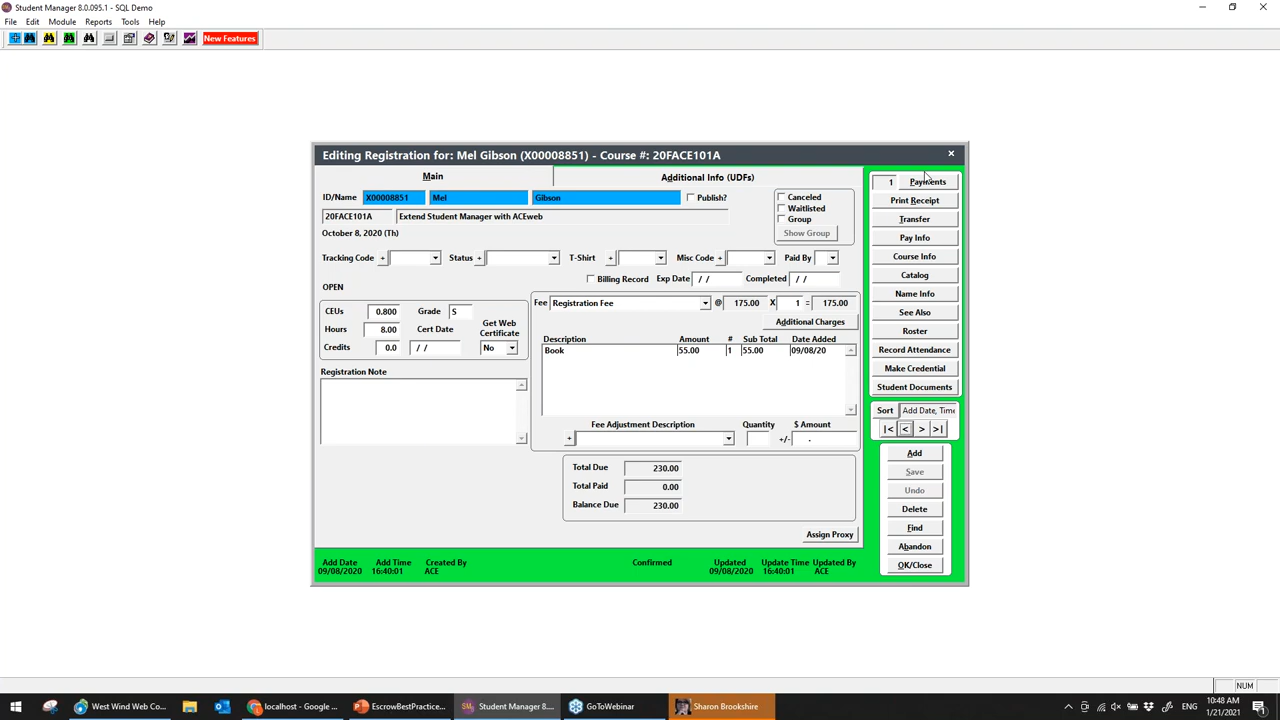 Student Manager 8.0.095.1 - SQL Demo
File Edit Module Reports Tools Help
New Features
Editing Registration for: Mel Gibson (X00008851) - Course #: 20FACE101A
Main Additional Info (UDFs)
ID/Name X00008851 Mel Gibson Publish?
Canceled
Waitlisted
Group
Show Group
20FACE101A Extend Student Manager with ACEweb
October 8, 2020 (Th)
Tracking Code + Status + T-Shirt + Misc Code + Paid By
Billing Record Exp Date / / Completed / /
OPEN
CEUs 0.800 Grade S
Hours 8.00 Cert Date
Credits 0.0 / /
Get Web
Certificate
No
Fee Registration Fee @ 175.00 X 1 = 175.00
Additional Charges
Description Amount # Sub Total Date Added
Book 55.00 1 55.00 09/08/20
Registration Note
Fee Adjustment Description Quantity $ Amount
+ +/- .
Total Due 230.00
Total Paid 0.00
Balance Due 230.00
Assign Proxy
Add Date Add Time Created By Confirmed Updated Update Time Updated By
09/08/2020 16:40:01 ACE 09/08/2020 16:40:01 ACE
1 Payments
Print Receipt
Transfer
Pay Info
Course Info
Catalog
Name Info
See Also
Roster
Record Attendance
Make Credential
Student Documents
Sort Add Date, Time
|< < > >|
Add
Save
Undo
Delete
Find
Abandon
OK/Close
NUM
West Wind Web Co...
localhost - Google ...
EscrowBestPractice...
Student Manager 8....
GoToWebinar
Sharon Brookshire
10:48 AM
1/21/2021